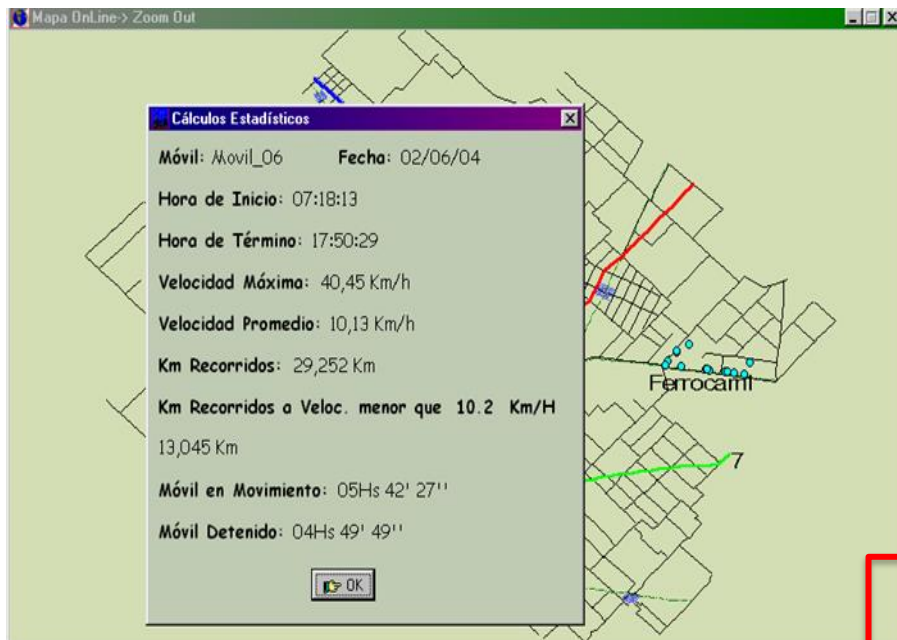 Mapa OnLine-> Zoom Out
Cálculos Estadísticos
Móvil: Movil_06 Fecha: 02/06/04
Hora de Inicio: 07:18:13
Hora de Término: 17:50:29
Velocidad Máxima: 40,45 Km/h
Velocidad Promedio: 10,13 Km/h
Km Recorridos: 29,252 Km
Km Recorridos a Veloc. menor que 10.2 Km/H
13,045 Km
Móvil en Movimiento: 05Hs 42' 27''
Móvil Detenido: 04Hs 49' 49''
OK
Ferrocarril
7